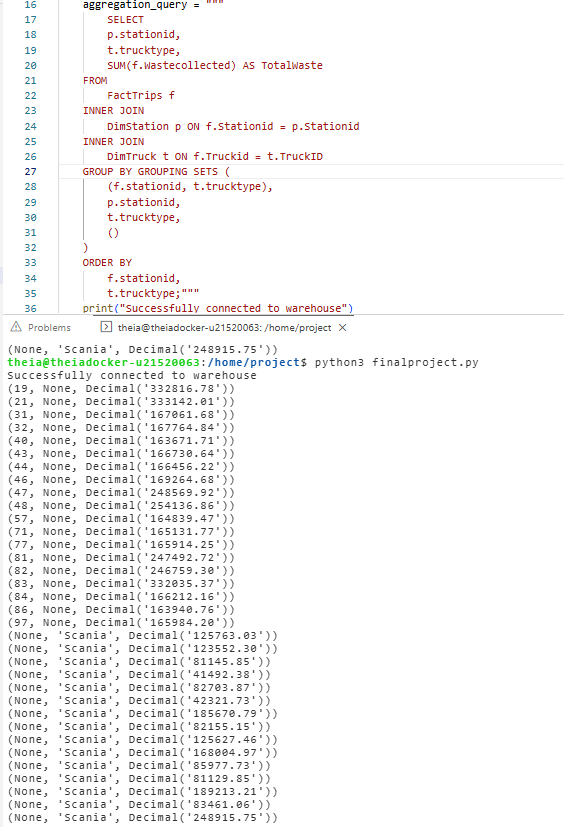 16 aggregation_query = """
17 SELECT
18 p.stationid,
19 t.trucktype,
20 SUM(f.Wastecollected) AS TotalWaste
21 FROM
22 FactTrips f
23 INNER JOIN
24 DimStation p ON f.Stationid = p.Stationid
25 INNER JOIN
26 DimTruck t ON f.Truckid = t.TruckID
27 GROUP BY GROUPING SETS (
28 (f.stationid, t.trucktype),
29 p.stationid,
30 t.trucktype,
31 ()
32 )
33 ORDER BY
34 f.stationid,
35 t.trucktype;"""
36 print("Successfully connected to warehouse")
Problems theia@theiadocker-u21520063: /home/project
(None, 'Scania', Decimal('248915.75'))
theia@theiadocker-u21520063:/home/project$ python3 finalproject.py
Successfully connected to warehouse
(19, None, Decimal('332816.78'))
(21, None, Decimal('333142.01'))
(31, None, Decimal('167061.68'))
(32, None, Decimal('167764.84'))
(40, None, Decimal('163671.71'))
(43, None, Decimal('166730.64'))
(44, None, Decimal('166456.22'))
(46, None, Decimal('169264.68'))
(47, None, Decimal('248569.92'))
(48, None, Decimal('254136.86'))
(57, None, Decimal('164839.47'))
(71, None, Decimal('165131.77'))
(77, None, Decimal('165914.25'))
(81, None, Decimal('247492.72'))
(82, None, Decimal('246759.30'))
(83, None, Decimal('332035.37'))
(84, None, Decimal('166212.16'))
(86, None, Decimal('163940.76'))
(97, None, Decimal('165984.20'))
(None, 'Scania', Decimal('125763.03'))
(None, 'Scania', Decimal('123552.30'))
(None, 'Scania', Decimal('81145.85'))
(None, 'Scania', Decimal('41492.38'))
(None, 'Scania', Decimal('82703.87'))
(None, 'Scania', Decimal('42321.73'))
(None, 'Scania', Decimal('185670.79'))
(None, 'Scania', Decimal('82155.15'))
(None, 'Scania', Decimal('125627.46'))
(None, 'Scania', Decimal('168004.97'))
(None, 'Scania', Decimal('85977.73'))
(None, 'Scania', Decimal('81129.85'))
(None, 'Scania', Decimal('189213.21'))
(None, 'Scania', Decimal('83461.06'))
(None, 'Scania', Decimal('248915.75'))